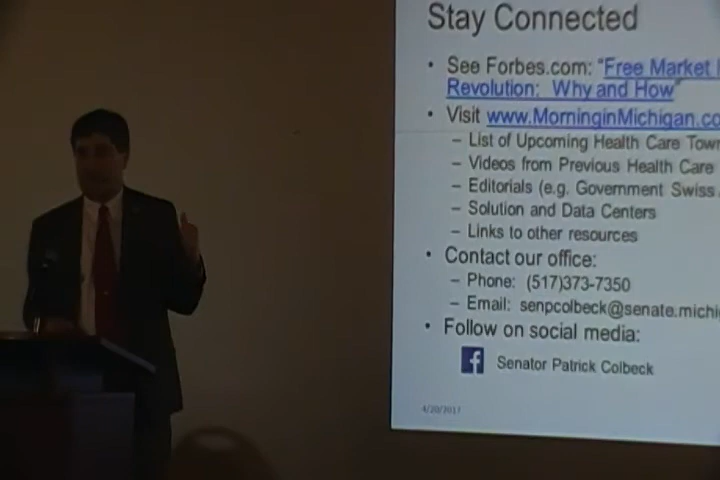 Stay Connected
• See Forbes.com: "Free Market
Revolution: Why and How"
• Visit www.MorninginMichigan.co
– List of Upcoming Health Care Town
– Videos from Previous Health Care
– Editorials (e.g. Government Swiss
– Solution and Data Centers
– Links to other resources
• Contact our office:
– Phone: (517)373-7350
– Email: senpcolbeck@senate.michi
• Follow on social media:
f Senator Patrick Colbeck
4/20/2017